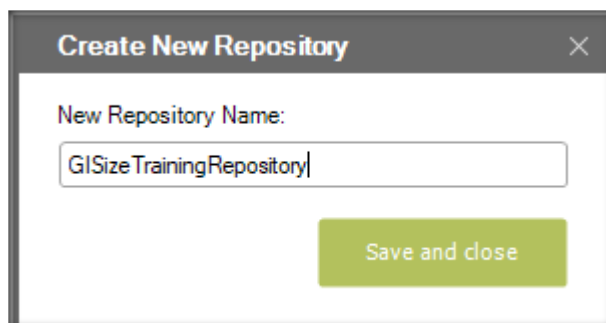 Create New Repository
New Repository Name:
GISizeTrainingRepository
Save and close